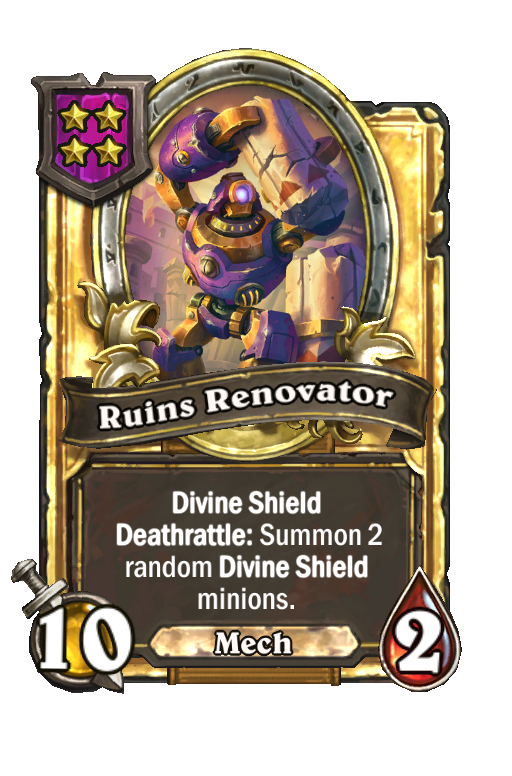 Ruins Renovator
Divine Shield
Deathrattle: Summon 2
random Divine Shield
minions.
10
Mech
2